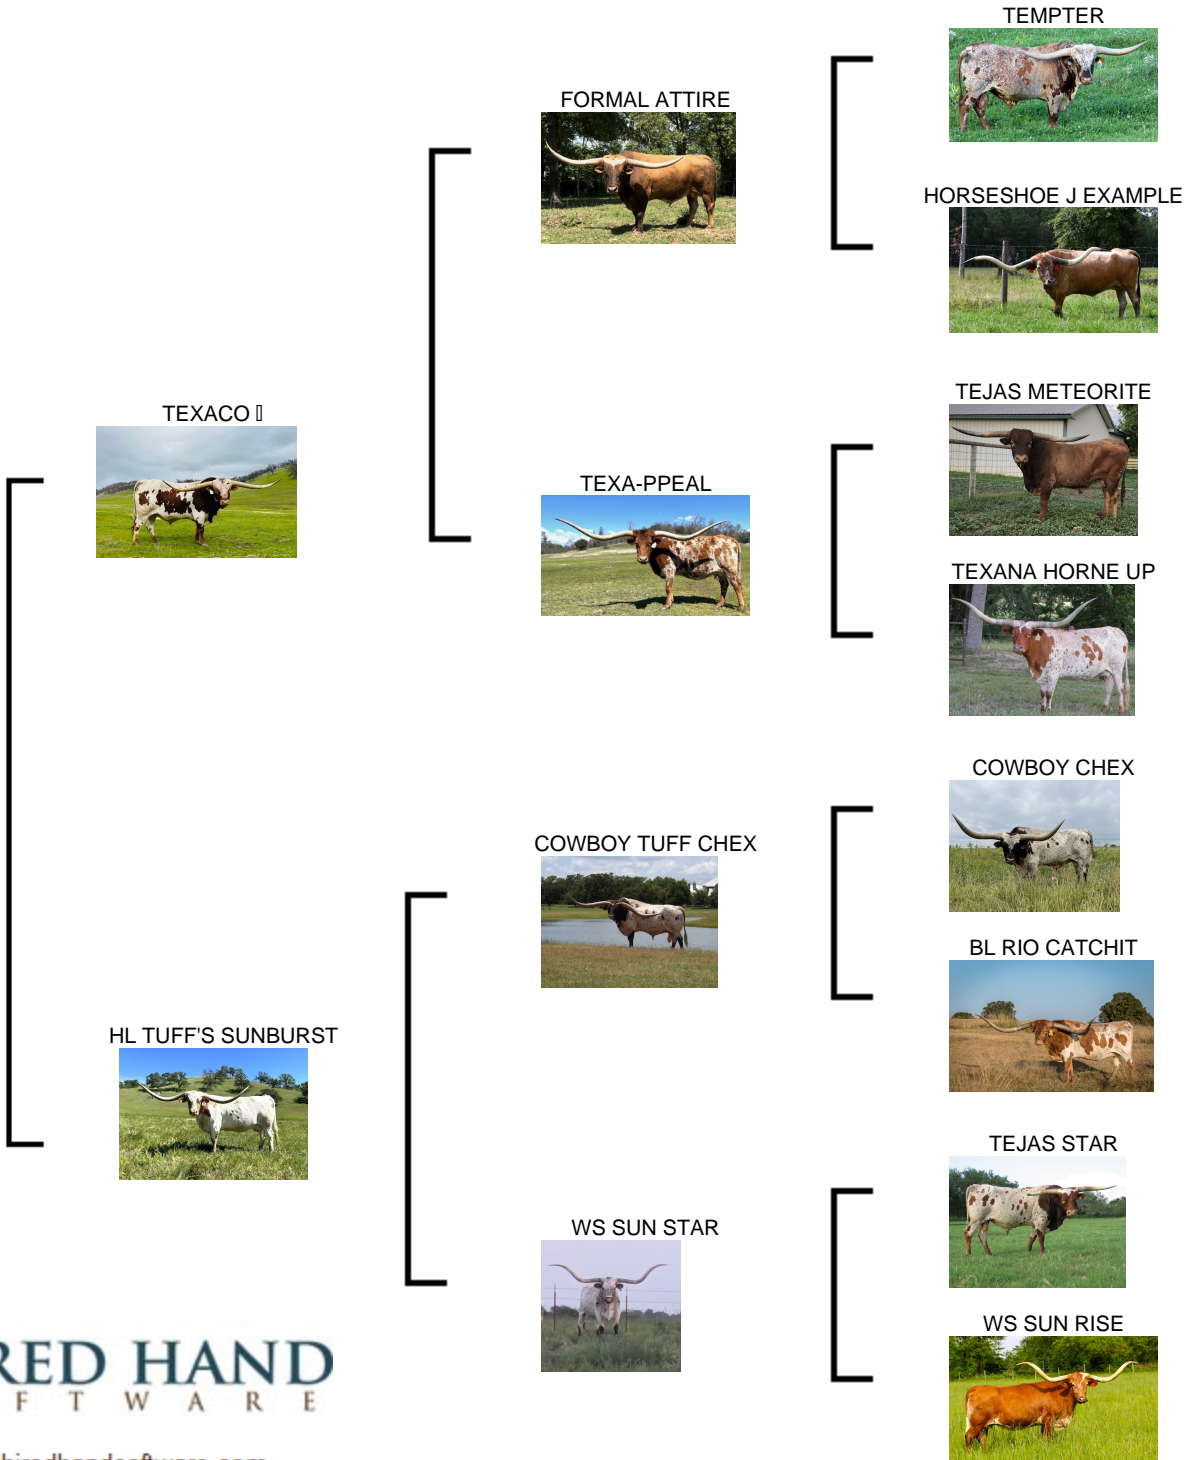 TEMPTER
FORMAL ATTIRE
HORSESHOE J EXAMPLE
TEJAS METEORITE
TEXACO
TEXA-PPEAL
TEXANA HORNE UP
COWBOY CHEX
COWBOY TUFF CHEX
BL RIO CATCHIT
HL TUFF'S SUNBURST
TEJAS STAR
WS SUN STAR
WS SUN RISE
RED HAND
F T W A R E